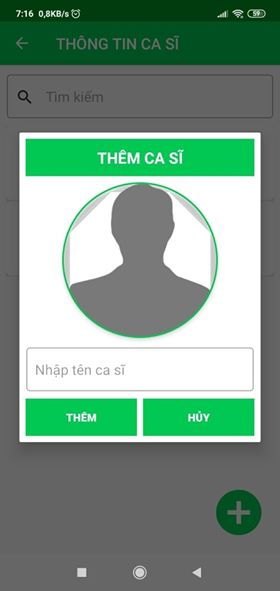 7:16 0,8KB/s 59
THÔNG TIN CA SĨ
Tìm kiếm
THÊM CA SĨ
Nhập tên ca sĩ
THÊM HỦY